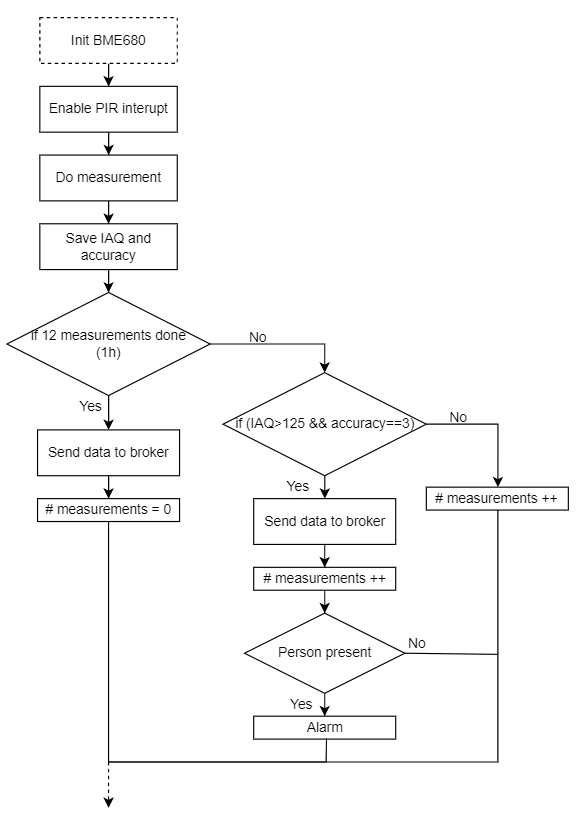 Init BME680
Enable PIR interupt
Do measurement
Save IAQ and
accuracy
if 12 measurements done
(1h)
No
Yes
if (IAQ>125 && accuracy==3)
No
Send data to broker
Yes
# measurements ++
# measurements = 0
Send data to broker
# measurements ++
Person present
No
Yes
Alarm